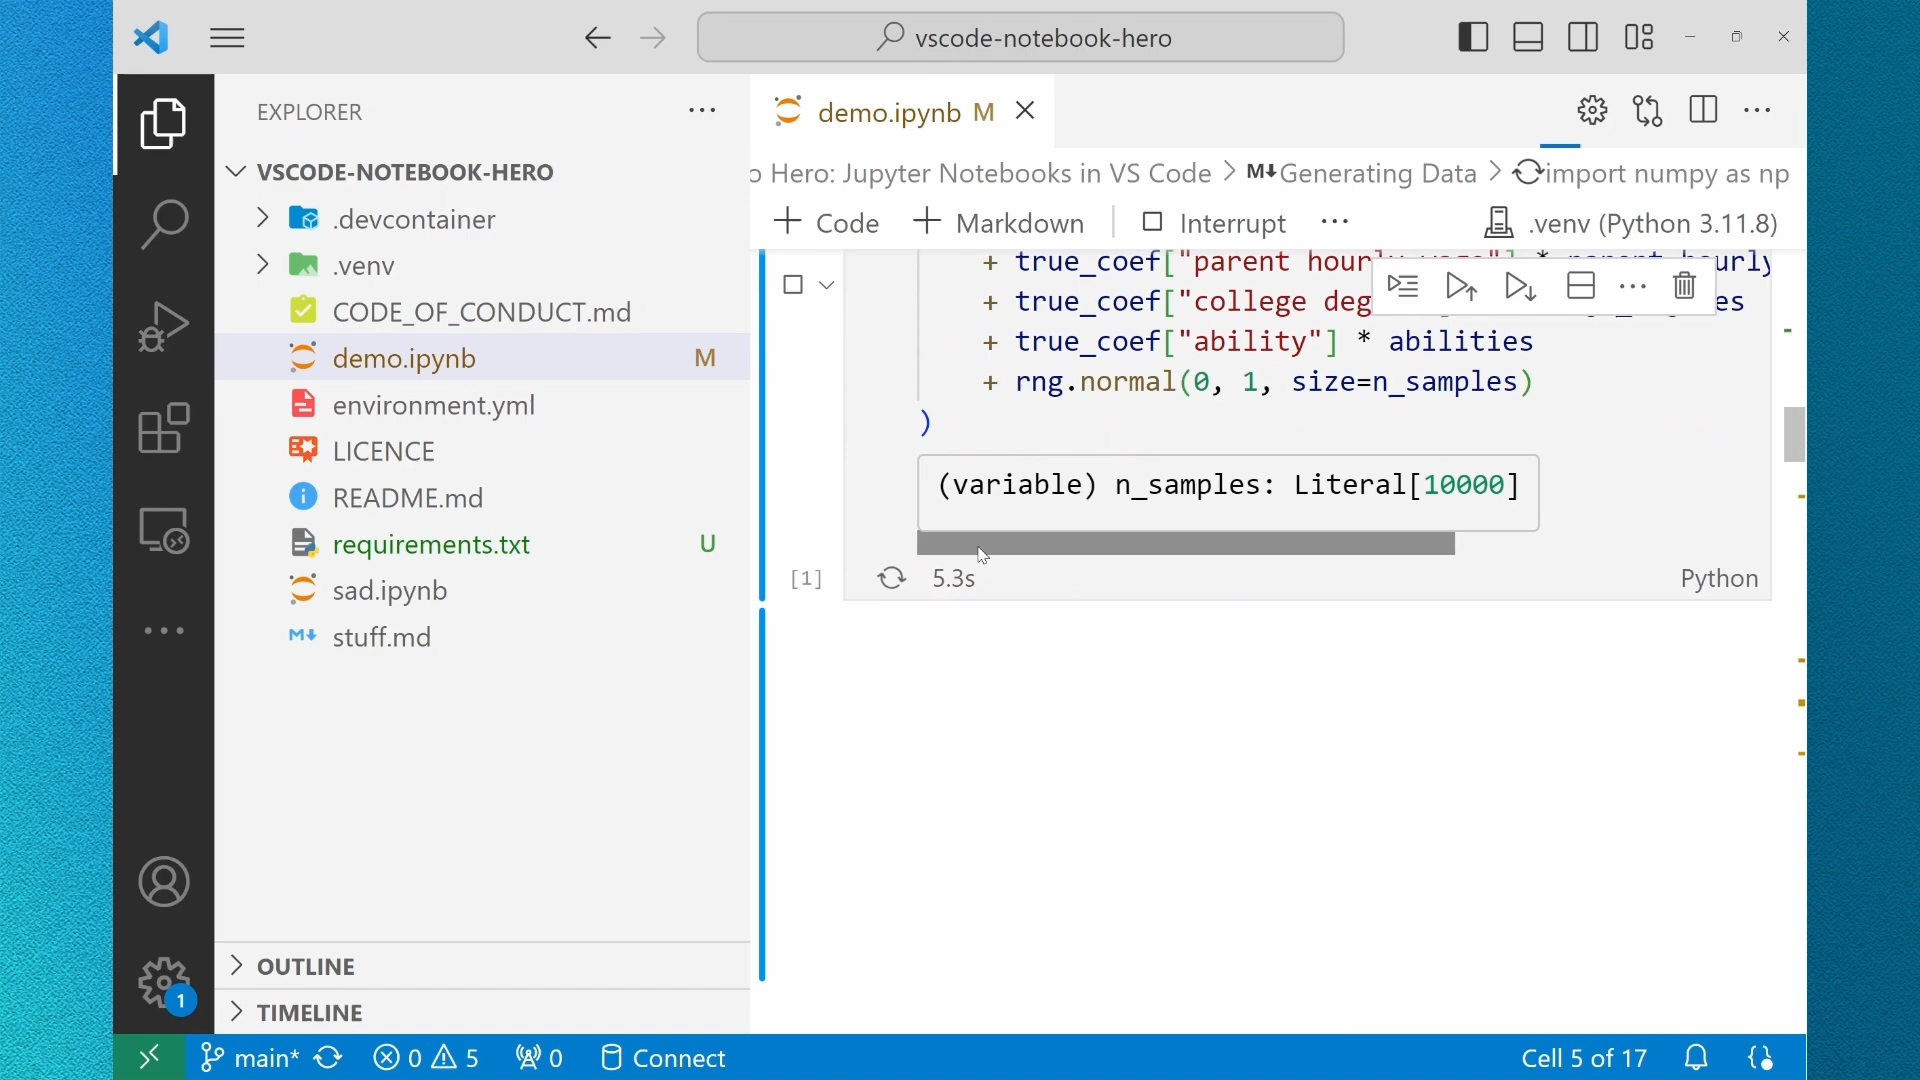 vscode-notebook-hero
EXPLORER
VSCODE-NOTEBOOK-HERO
.devcontainer
.venv
CODE_OF_CONDUCT.md
demo.ipynb M
environment.yml
LICENCE
README.md
requirements.txt U
sad.ipynb
stuff.md
OUTLINE
TIMELINE
1
demo.ipynb M
o Hero: Jupyter Notebooks in VS Code > M↓ Generating Data > import numpy as np
+ Code + Markdown Interrupt ··· .venv (Python 3.11.8)
+ true_coef["parent hourly wage"] * parent_hourly
+ true_coef["college deg
es
+ true_coef["ability"] * abilities
+ rng.normal(0, 1, size=n_samples)
)
(variable) n_samples: Literal[10000]
[1] 5.3s Python
main* 0 5 0 Connect Cell 5 of 17